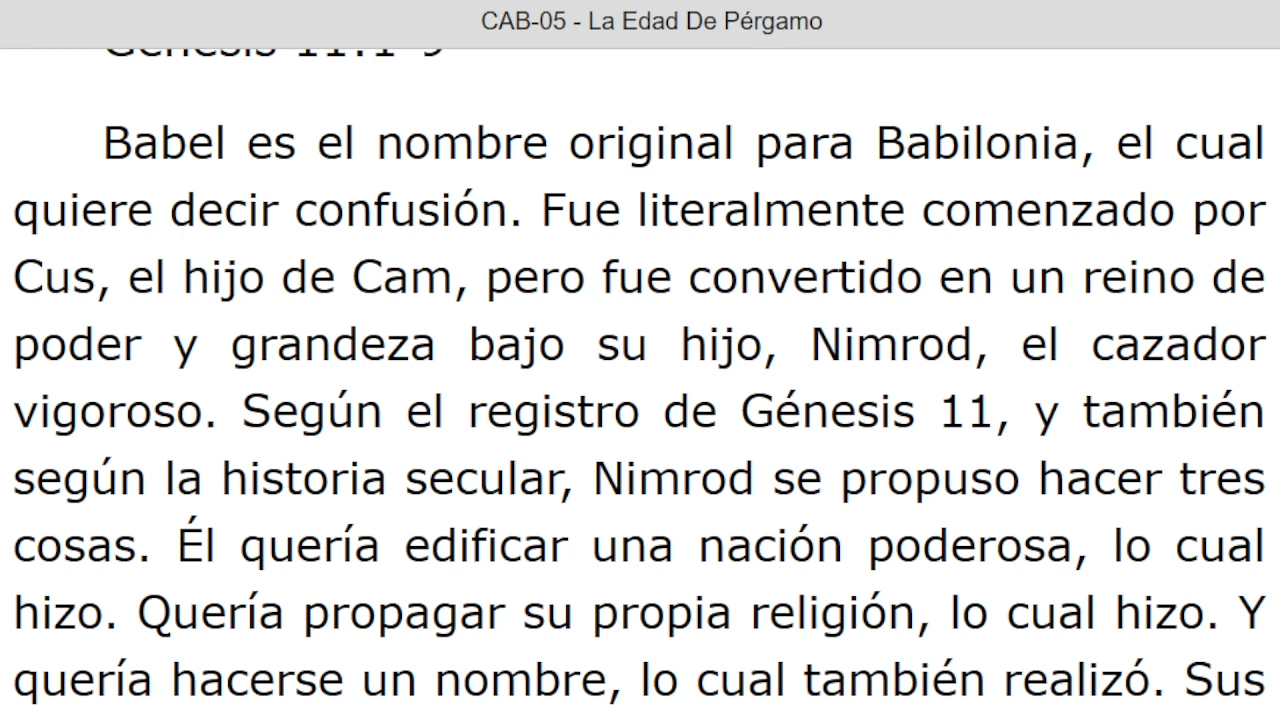 CAB-05 - La Edad De Pérgamo
Génesis 11:1-9
Babel es el nombre original para Babilonia, el cual
quiere decir confusión. Fue literalmente comenzado por
Cus, el hijo de Cam, pero fue convertido en un reino de
poder y grandeza bajo su hijo, Nimrod, el cazador
vigoroso. Según el registro de Génesis 11, y también
según la historia secular, Nimrod se propuso hacer tres
cosas. Él quería edificar una nación poderosa, lo cual
hizo. Quería propagar su propia religión, lo cual hizo. Y
quería hacerse un nombre, lo cual también realizó. Sus